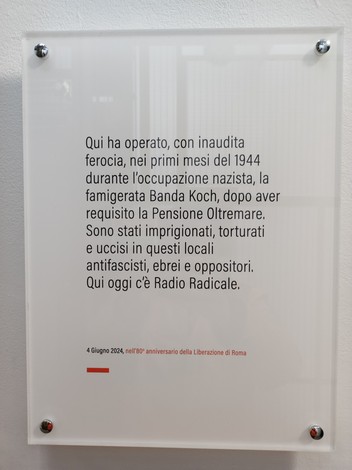 Qui ha operato, con inaudita
ferocia, nei primi mesi del 1944
durante l'occupazione nazista, la
famigerata Banda Koch, dopo aver
requisito la Pensione Oltremare.
Sono stati imprigionati, torturati
e uccisi in questi locali
antifascisti, ebrei e oppositori.
Qui oggi c'è Radio Radicale.
4 Giugno 2024, nell'80° anniversario della Liberazione di Roma